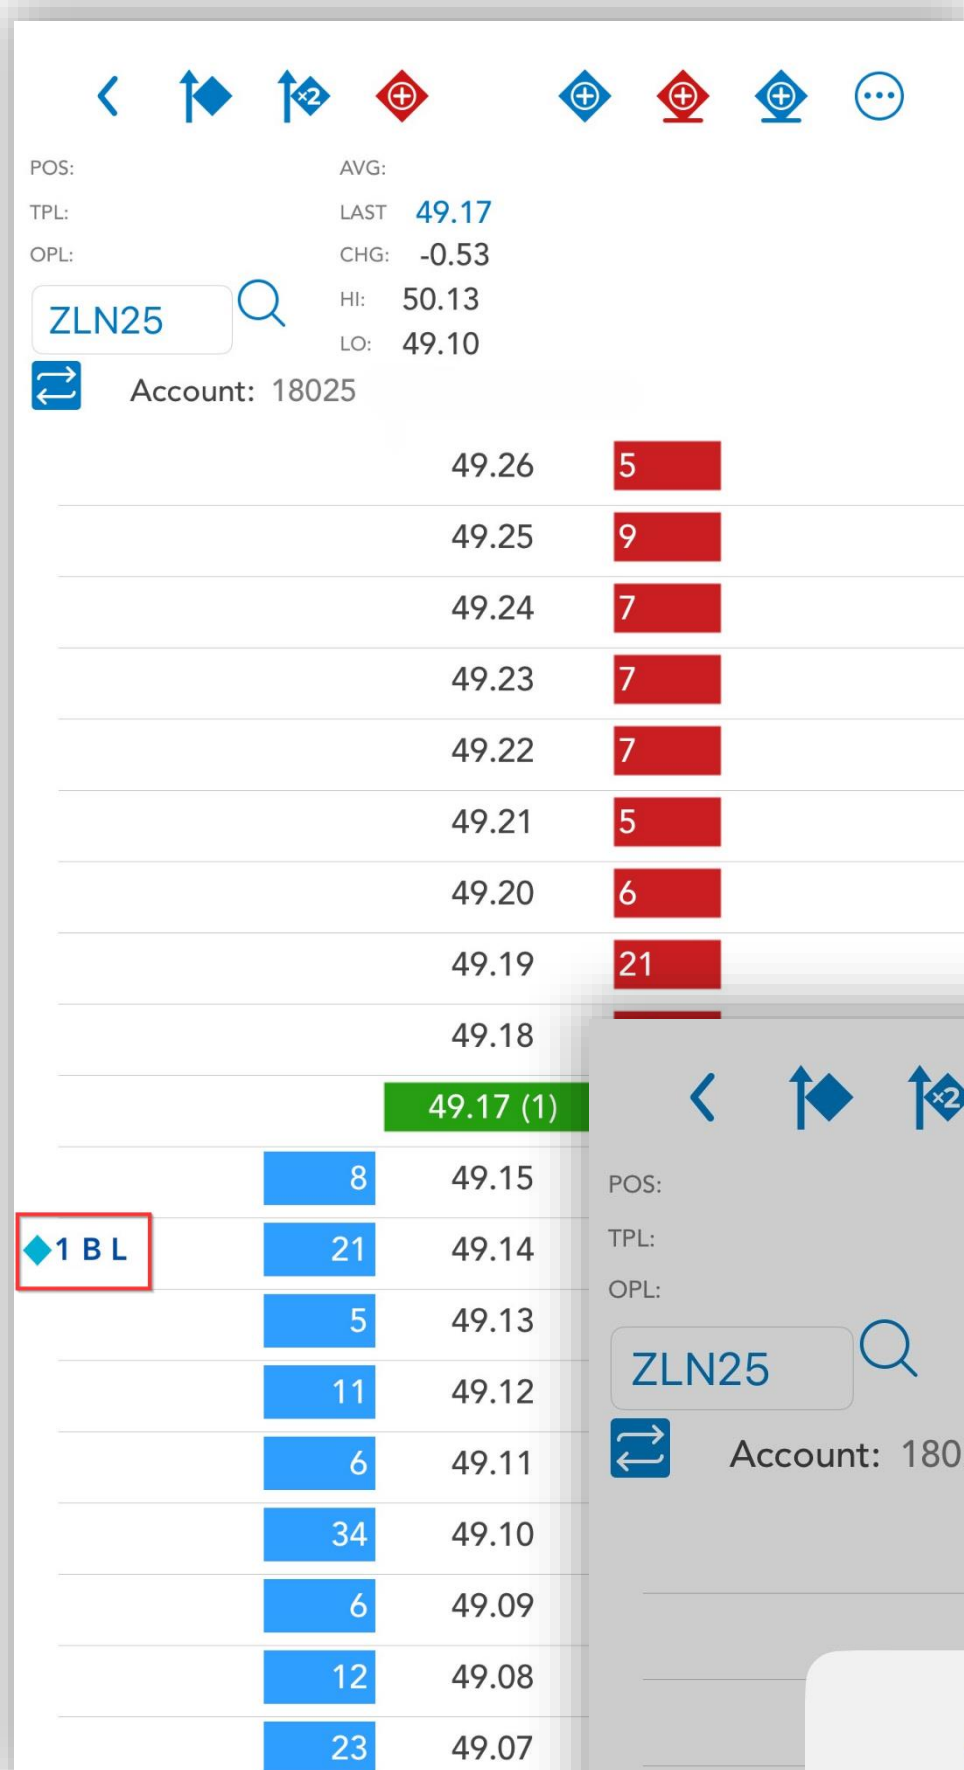 ×2
POS: AVG:
TPL: LAST 49.17
OPL: CHG: -0.53
ZLN25 HI: 50.13
LO: 49.10
Account: 18025
49.26 5
49.25 9
49.24 7
49.23 7
49.22 7
49.21 5
49.20 6
49.19 21
49.18
49.17 (1)
8 49.15
1 B L 21 49.14
5 49.13
11 49.12
6 49.11
34 49.10
6 49.09
12 49.08
23 49.07
×2
POS:
TPL:
OPL:
ZLN25
Account: 180